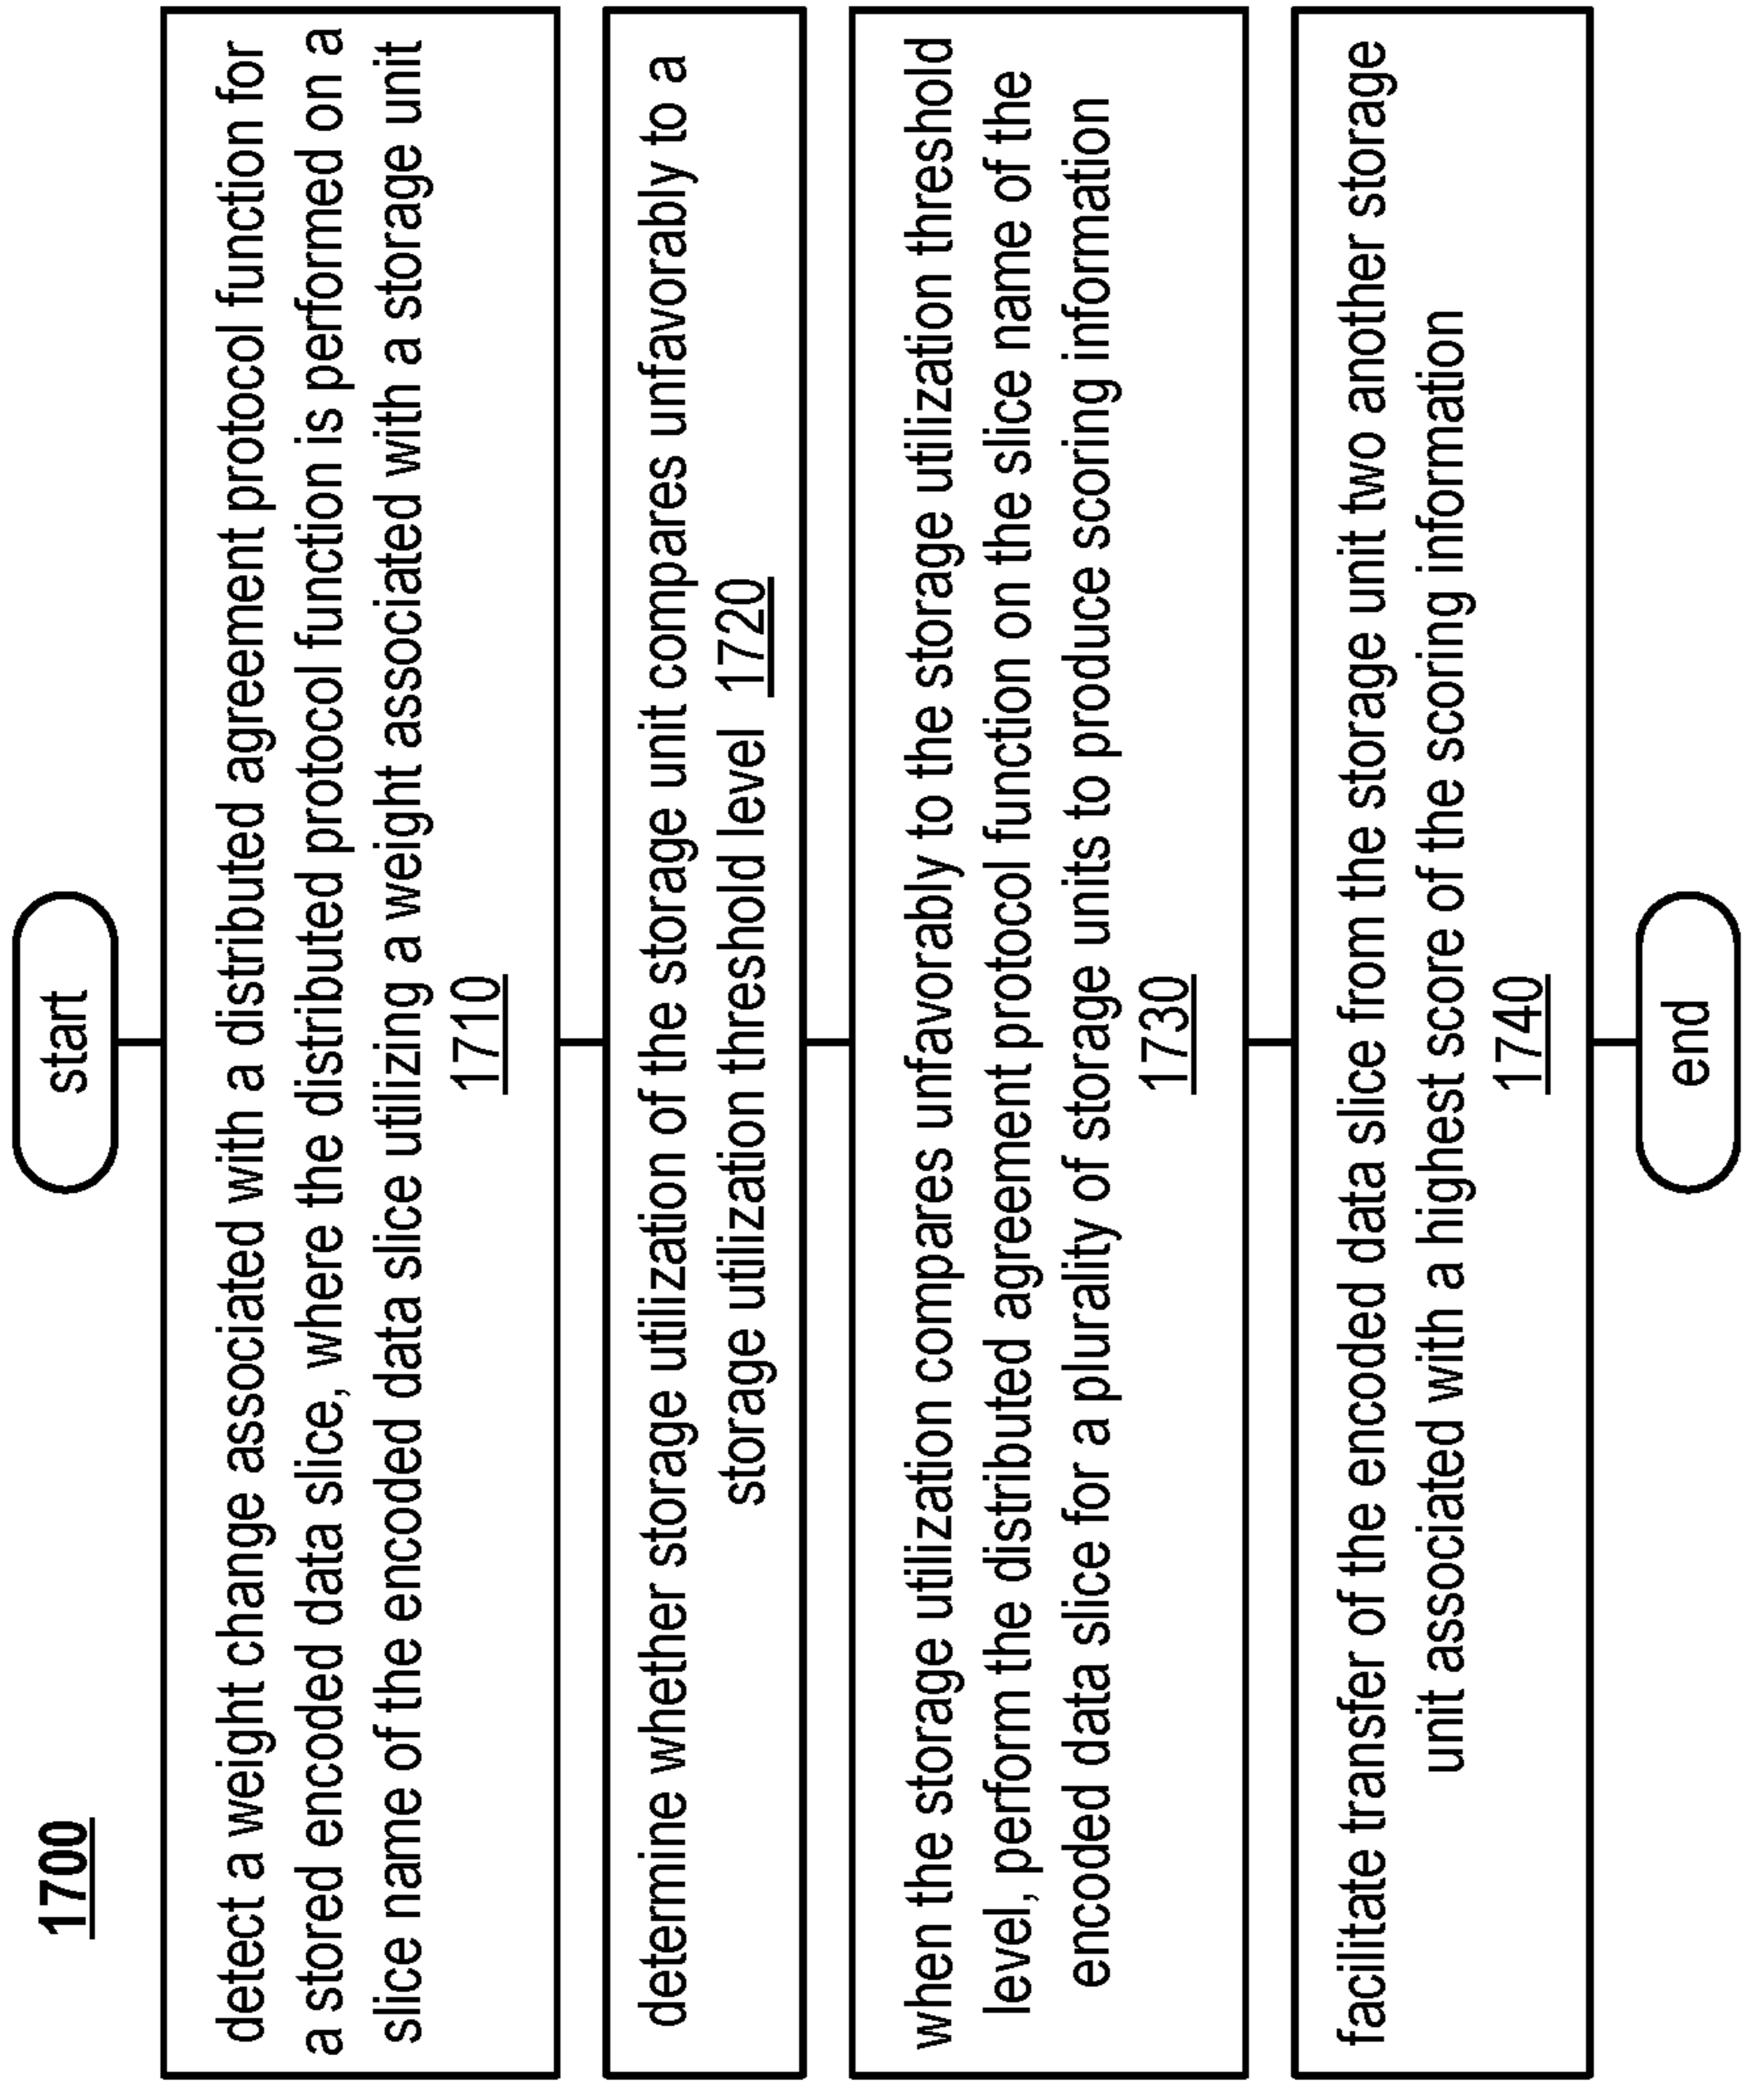 1700
start
detect a weight change associated with a distributed agreement protocol function for
a stored encoded data slice, where the distributed protocol function is performed on a
slice name of the encoded data slice utilizing a weight associated with a storage unit
1710
determine whether storage utilization of the storage unit compares unfavorably to a
storage utilization threshold level 1720
when the storage utilization compares unfavorably to the storage utilization threshold
level, perform the distributed agreement protocol function on the slice name of the
encoded data slice for a plurality of storage units to produce scoring information
1730
facilitate transfer of the encoded data slice from the storage unit two another storage
unit associated with a highest score of the scoring information
1740
end